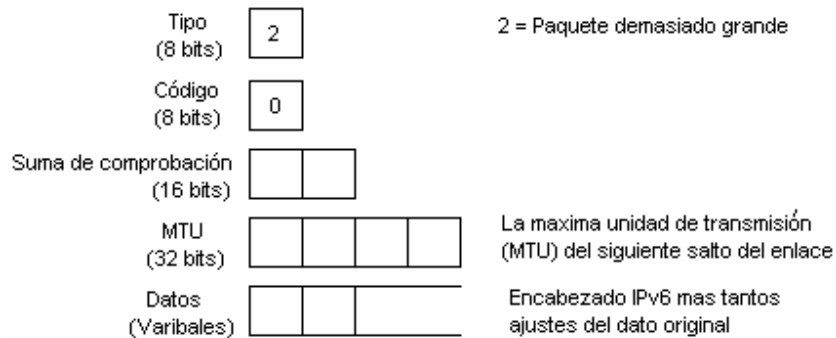 Tipo
(8 bits)
2
2 = Paquete demasiado grande
Código
(8 bits)
0
Suma de comprobación
(16 bits)
MTU
(32 bits)
La maxima unidad de transmisión
(MTU) del siguiente salto del enlace
Datos
(Varibales)
Encabezado IPv6 mas tantos
ajustes del dato original